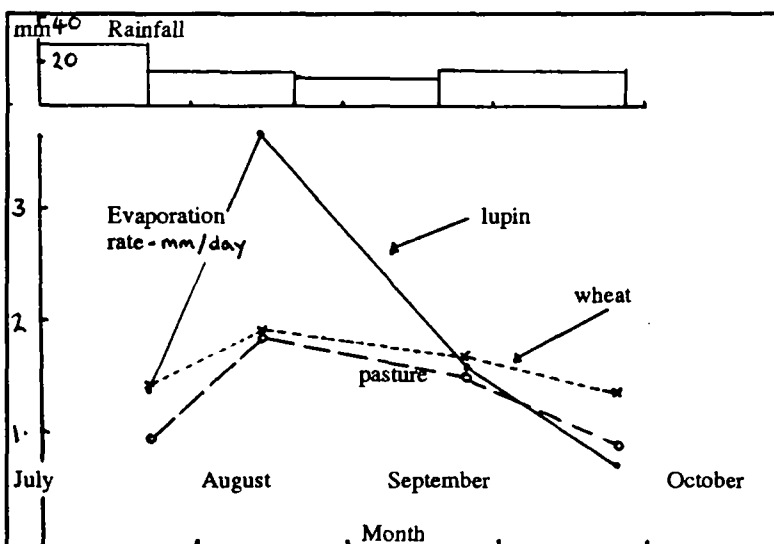 mm 40 Rainfall
20
3
Evaporation
rate - mm/day
lupin
wheat
2
pasture
1
July August September October
Month